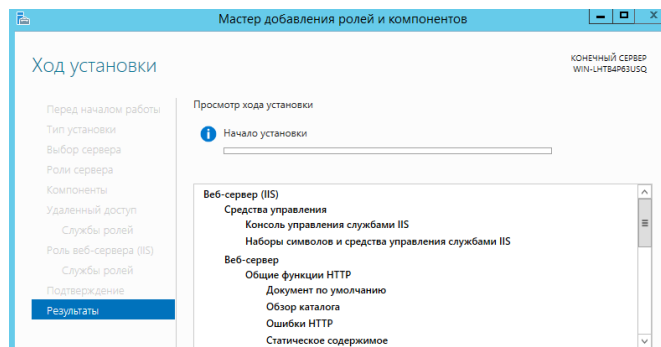 Мастер добавления ролей и компонентов
Ход установки
КОНЕЧНЫЙ СЕРВЕР
WIN-LHTB4P63USQ
Перед началом работы
Тип установки
Выбор сервера
Роли сервера
Компоненты
Удаленный доступ
Службы ролей
Роль веб-сервера (IIS)
Службы ролей
Подтверждение
Результаты
Просмотр хода установки
Начало установки
Веб-сервер (IIS)
Средства управления
Консоль управления службами IIS
Наборы символов и средства управления службами IIS
Веб-сервер
Общие функции HTTP
Документ по умолчанию
Обзор каталога
Ошибки HTTP
Статическое содержимое